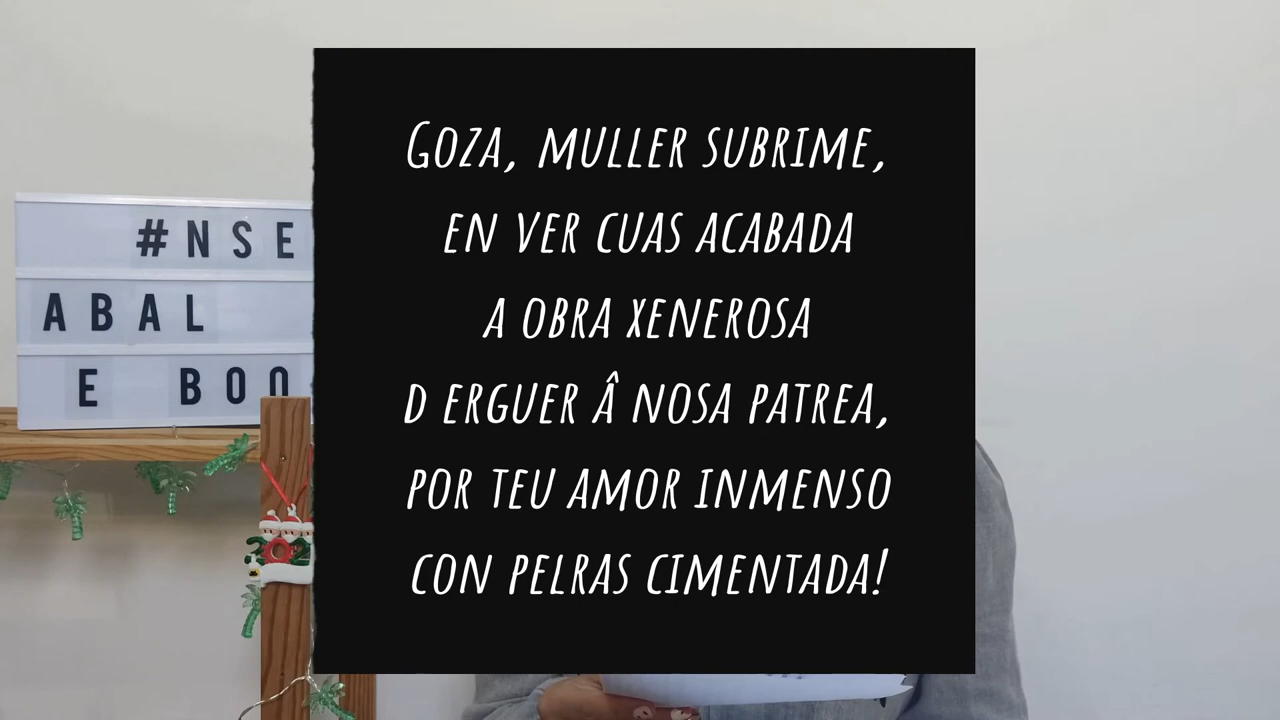 #NSE
ABAL
E BOO
202
Goza, muller subrime,
en ver cuas acabada
a obra xenerosa
d erguer â nosa patrea,
por teu amor inmenso
con pelras cimentada!